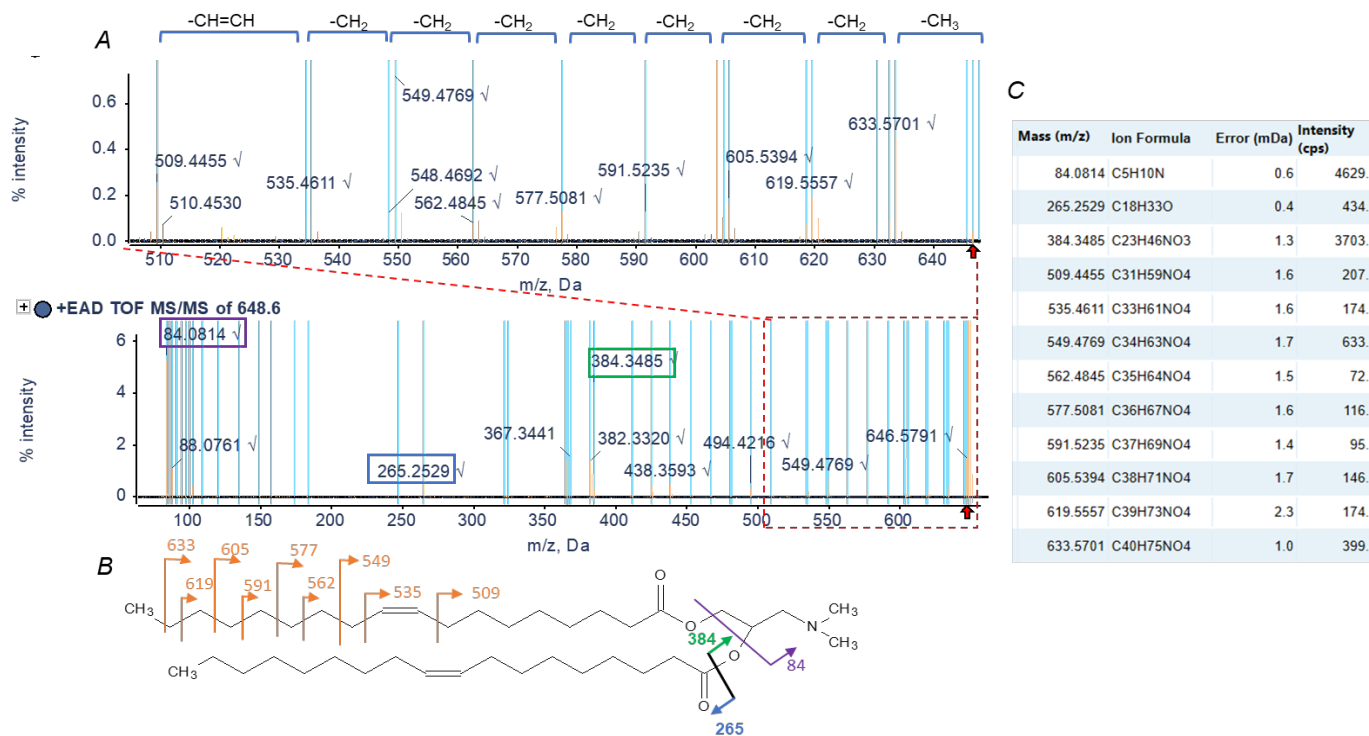 -CH=CH -CH2 -CH2 -CH2 -CH2 -CH2 -CH2 -CH2 -CH3
A
% intensity
0.6
0.4
0.2
0.0
549.4769 √
633.5701 √
509.4455 √
535.4611 √
548.4692 √
591.5235 √
605.5394 √
619.5557 √
510.4530
562.4845 √
577.5081 √
510 520 530 540 550 560 570 580 590 600 610 620 630 640
m/z, Da
+EAD TOF MS/MS of 648.6
% intensity
6
4
2
0
84.0814 √
384.3485 √
88.0761 √
265.2529 √
367.3441
382.3320 √
438.3593 √
494.4216 √
549.4769 √
646.5791 √
100 150 200 250 300 350 400 450 500 550 600
m/z, Da
B
633 605 577 549
619 591 562 535 509
CH3
O
O
CH3
N
CH3
384
O
84
CH3
O
265
C
Mass (m/z) Ion Formula Error (mDa) Intensity (cps)
84.0814 C5H10N 0.6 4629.
265.2529 C18H33O 0.4 434.
384.3485 C23H46NO3 1.3 3703.
509.4455 C31H59NO4 1.6 207.
535.4611 C33H61NO4 1.6 174.
549.4769 C34H63NO4 1.7 633.
562.4845 C35H64NO4 1.5 72.
577.5081 C36H67NO4 1.6 116.
591.5235 C37H69NO4 1.4 95.
605.5394 C38H71NO4 1.7 146.
619.5557 C39H73NO4 2.3 174.
633.5701 C40H75NO4 1.0 399.